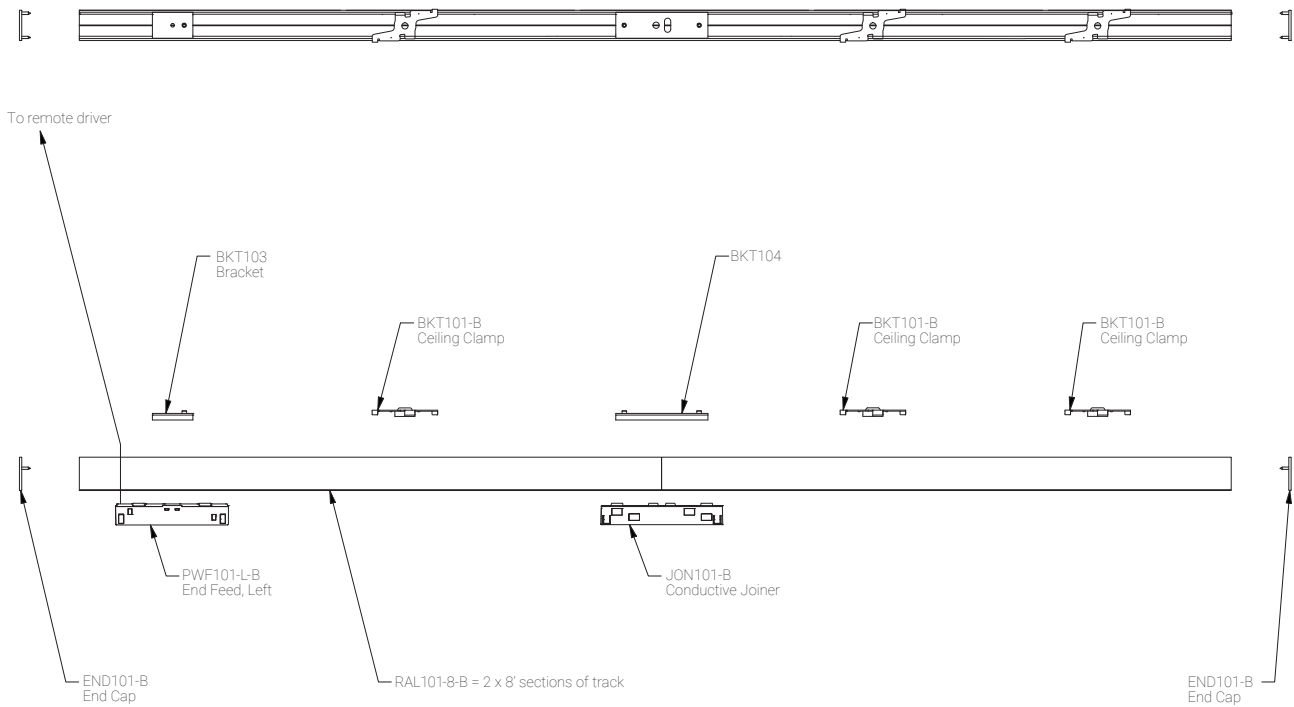 To remote driver
BKT103
Bracket
BKT104
BKT101-B
Ceiling Clamp
BKT101-B
Ceiling Clamp
BKT101-B
Ceiling Clamp
PWF101-L-B
End Feed, Left
JON101-B
Conductive Joiner
END101-B
End Cap
RAL101-8-B = 2 x 8' sections of track
END101-B
End Cap